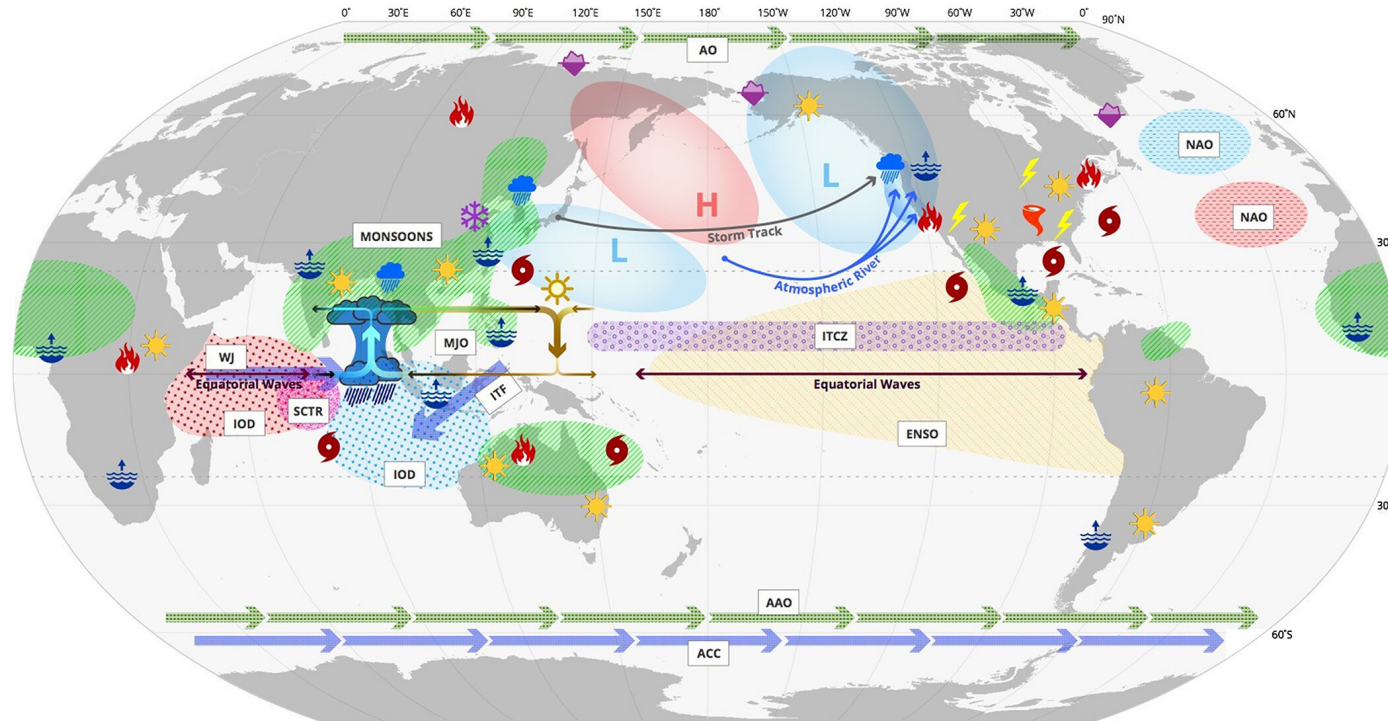 0° 30°E 60°E 90°E 120°E 150°E 180° 150°W 120°W 90°W 60°W 30°W 0° 90°N
AO
60°N
NAO
L
H
NAO
MONSOONS
Storm Track
30
L
Atmospheric River
ITCZ
MJO
WJ
Equatorial Waves
Equatorial Waves
ITF
SCTR
IOD
ENSO
IOD
30
AAO
60°S
ACC